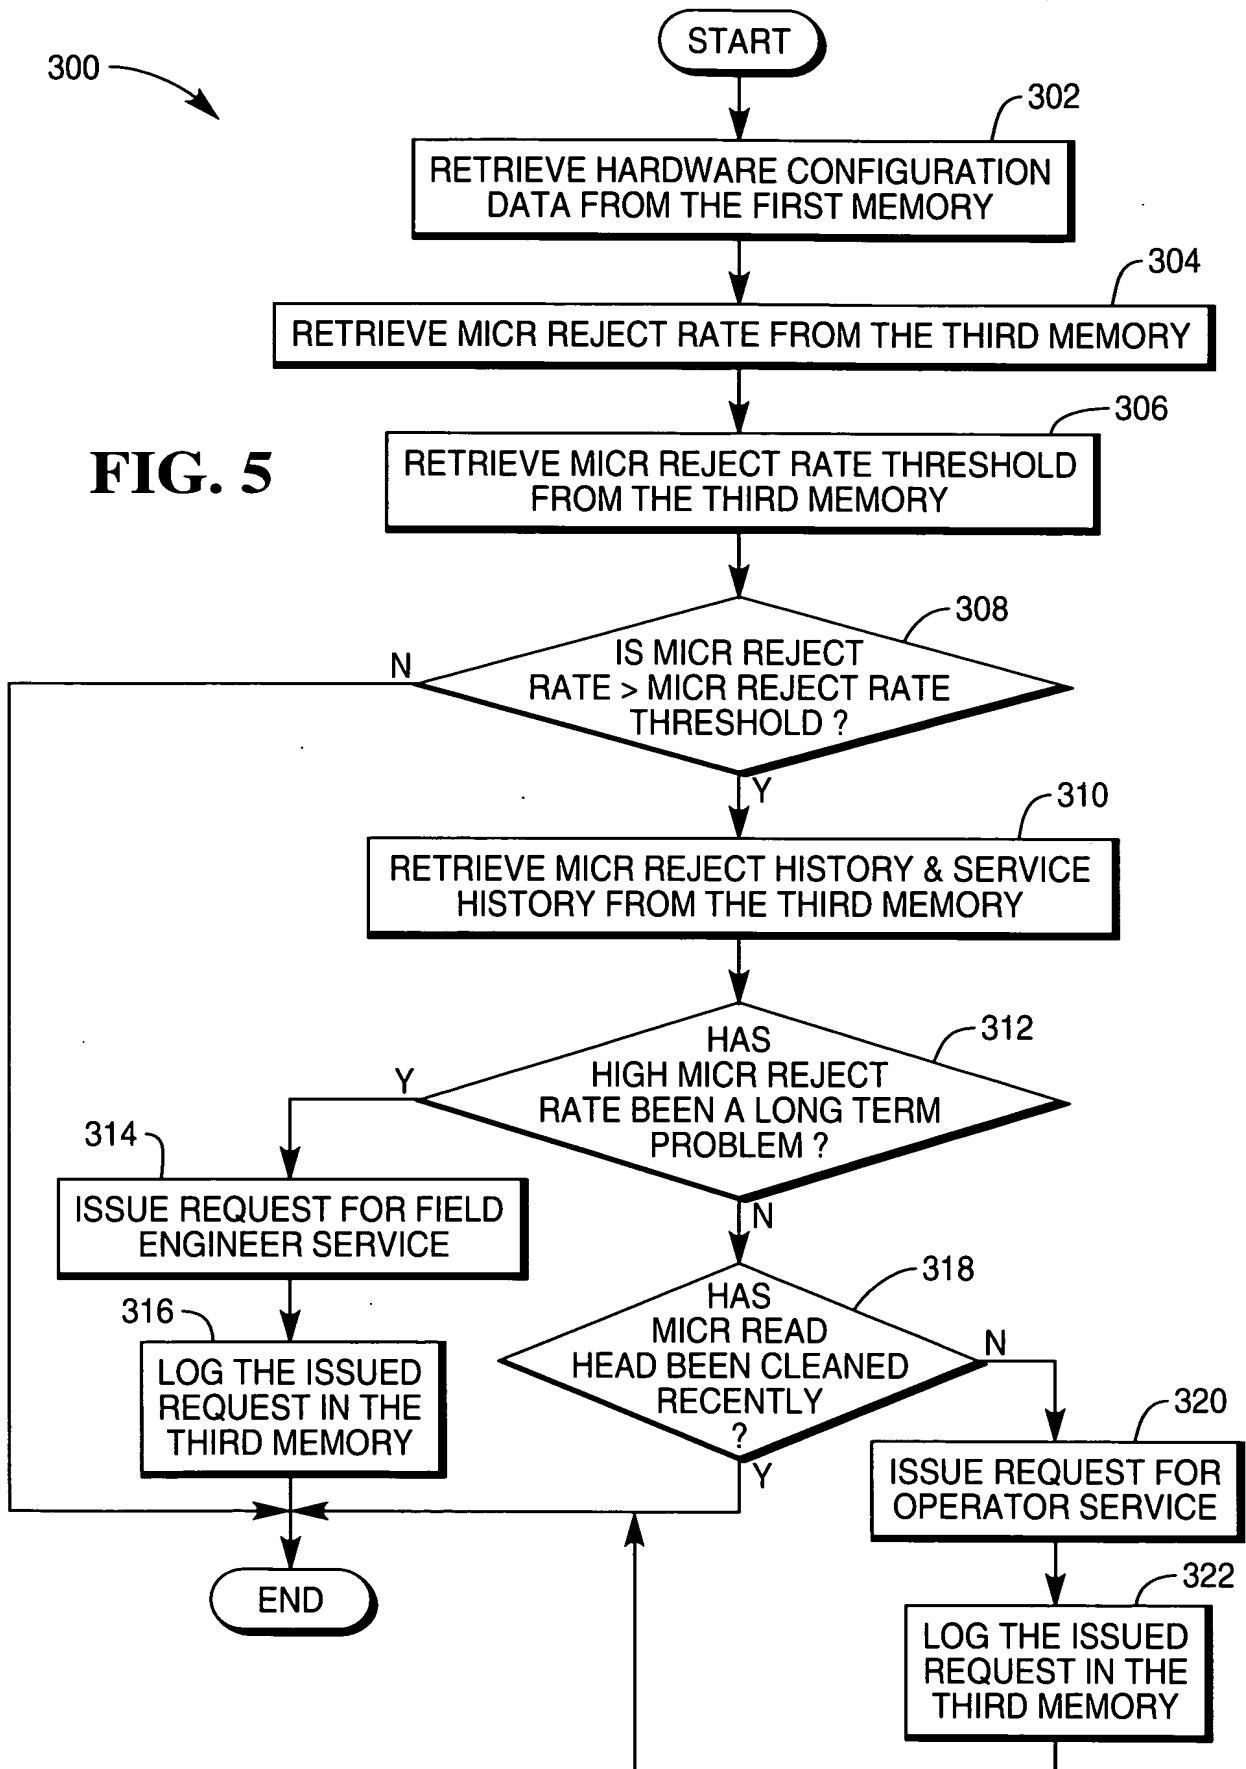 START
300
302
RETRIEVE HARDWARE CONFIGURATION
DATA FROM THE FIRST MEMORY
304
RETRIEVE MICR REJECT RATE FROM THE THIRD MEMORY
306
RETRIEVE MICR REJECT RATE THRESHOLD
FROM THE THIRD MEMORY
FIG. 5
308
IS MICR REJECT
RATE > MICR REJECT RATE
THRESHOLD ?
N
Y
310
RETRIEVE MICR REJECT HISTORY & SERVICE
HISTORY FROM THE THIRD MEMORY
312
HAS
HIGH MICR REJECT
RATE BEEN A LONG TERM
PROBLEM ?
Y
N
314
ISSUE REQUEST FOR FIELD
ENGINEER SERVICE
316
LOG THE ISSUED
REQUEST IN THE
THIRD MEMORY
318
HAS
MICR READ
HEAD BEEN CLEANED
RECENTLY
?
N
Y
320
ISSUE REQUEST FOR
OPERATOR SERVICE
322
LOG THE ISSUED
REQUEST IN THE
THIRD MEMORY
END